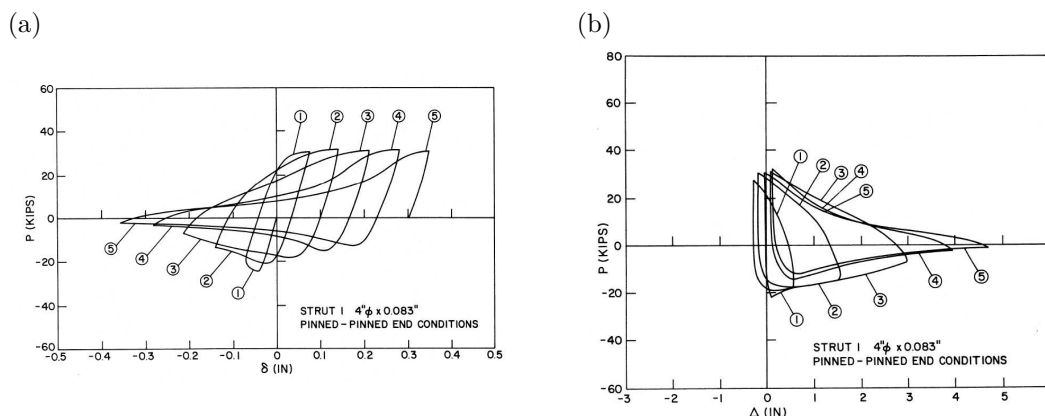 (a)
60
40
20
0
-20
-40
-60
P (KIPS)
-0.5 -0.4 -0.3 -0.2 -0.1 0 0.1 0.2 0.3 0.4 0.5
δ (IN)
1 2 3 4 5
5 4 3 2 1
STRUT 1 4"φ x 0.083"
PINNED-PINNED END CONDITIONS
(b)
80
60
40
20
0
-20
-40
-60
P (KIPS)
-3 -2 -1 0 1 2 3 4 5
Δ (IN)
1 2 3 4 5
1 2 3 4 5
STRUT 1 4"φ x 0.083"
PINNED-PINNED END CONDITIONS